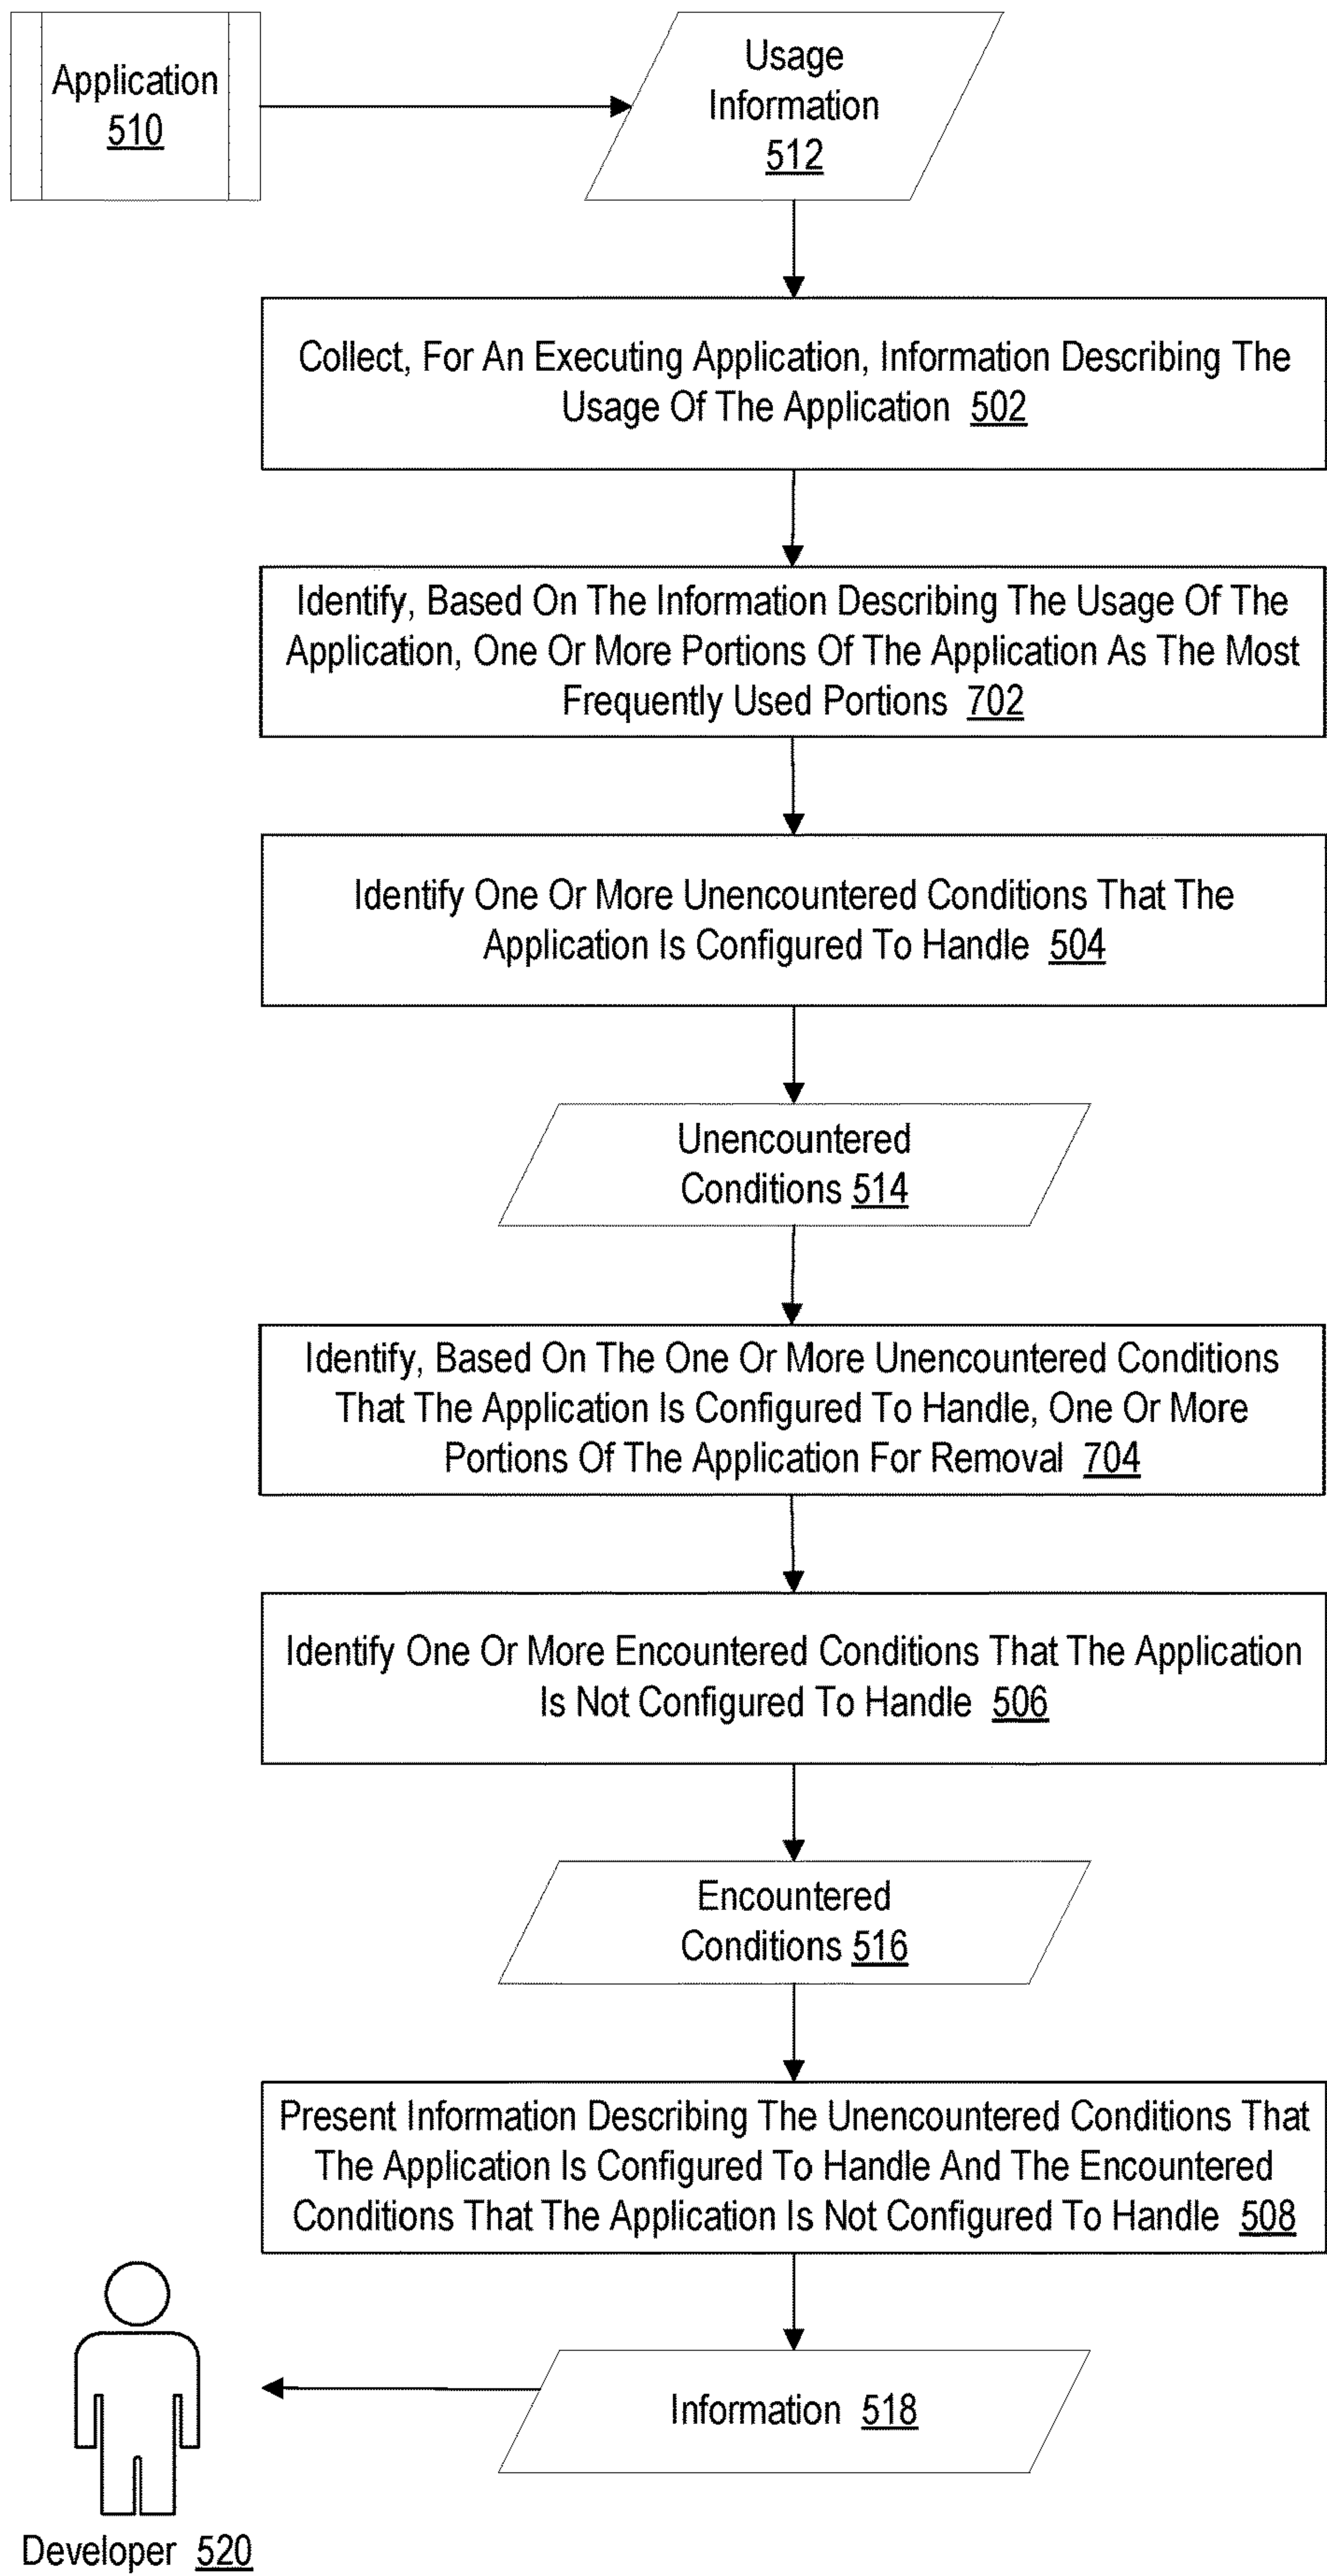 Application
510
Usage
Information
512
Collect, For An Executing Application, Information Describing The
Usage Of The Application 502
Identify, Based On The Information Describing The Usage Of The
Application, One Or More Portions Of The Application As The Most
Frequently Used Portions 702
Identify One Or More Unencountered Conditions That The
Application Is Configured To Handle 504
Unencountered
Conditions 514
Identify, Based On The One Or More Unencountered Conditions
That The Application Is Configured To Handle, One Or More
Portions Of The Application For Removal 704
Identify One Or More Encountered Conditions That The Application
Is Not Configured To Handle 506
Encountered
Conditions 516
Present Information Describing The Unencountered Conditions That
The Application Is Configured To Handle And The Encountered
Conditions That The Application Is Not Configured To Handle 508
Information 518
Developer 520